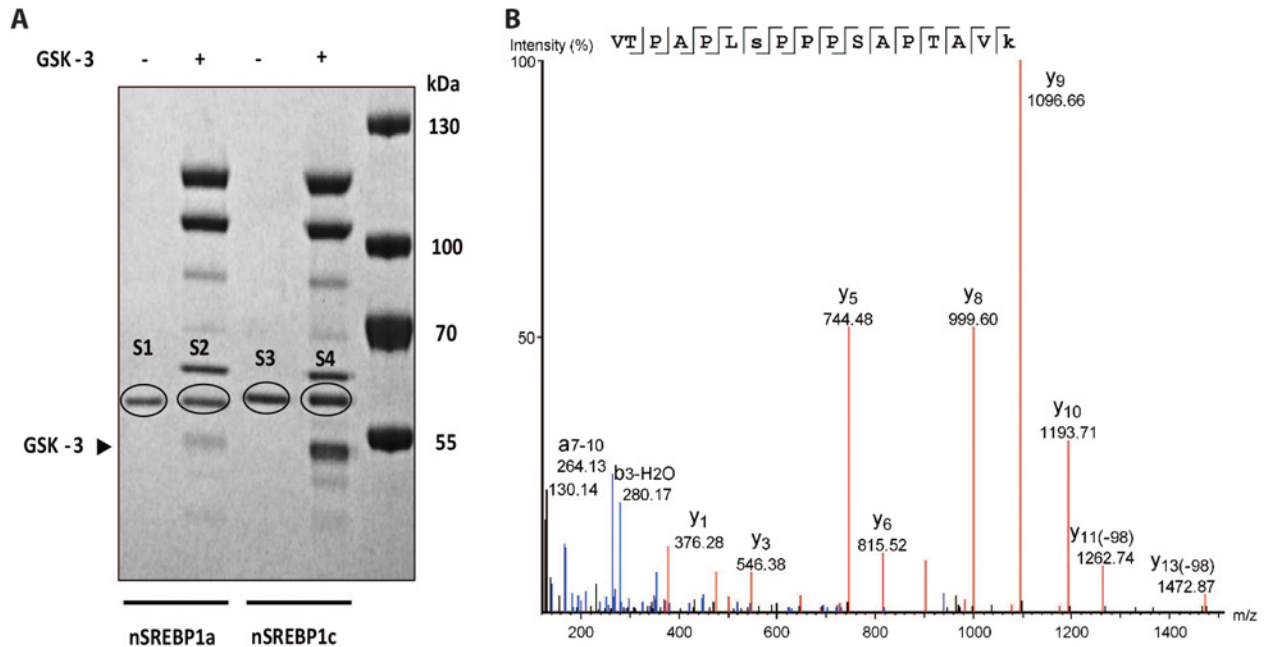 A
GSK - 3 - + - +
kDa
130
100
70
55
S1 S2 S3 S4
GSK - 3
nSREBP1a nSREBP1c
B
Intensity (%)
VTPAPLsPPPSAPTAVk
100
50
y9
1096.66
y5
744.48
y8
999.60
y10
1193.71
a7-10
264.13
130.14
b3-H2O
280.17
y1
376.28
y3
546.38
y6
815.52
y11(-98)
1262.74
y13(-98)
1472.87
200 400 600 800 1000 1200 1400 m/z